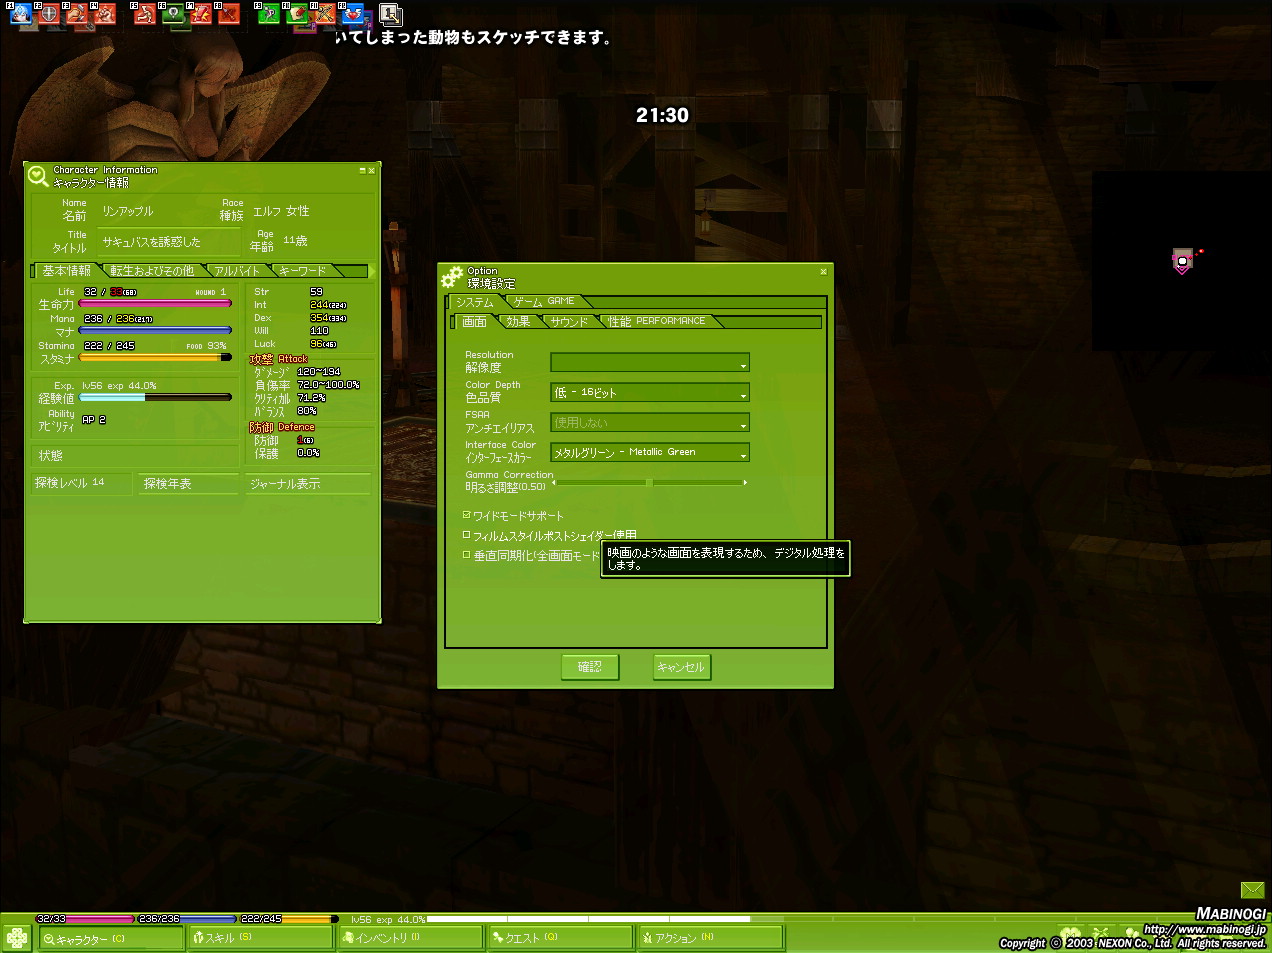 いてしまった動物もスケッチできます。
21:30
Character Information
キャラクター情報
Name
名前 リンアップル
Race
種族 エルフ 女性
Title
タイトル サキュバスを誘惑した
Age
年齢 11歳
基本情報 転生およびその他 アルバイト キーワード
Life 32 / 33(68) WOUND 1
生命力
Mana 236 / 236(217)
マナ
Stamina 222 / 245 FOOD 93%
スタミナ
Exp. lv56 exp 44.0%
経験値
Ability
アビリティ AP 2
状態
探検レベル 14 探検年表 ジャーナル表示
Str 59
Int 244(224)
Dex 354(334)
Will 110
Luck 96(46)
攻撃 Attack
ダメージ 120~194
負傷率 72.0~100.0%
クリティカル 71.2%
バランス 80%
防御 Defence
防御 1(6)
保護 0.0%
Option
環境設定
システム ゲーム GAME
画面 効果 サウンド 性能 PERFORMANCE
Resolution
解像度
Color Depth
色品質 低 - 16ビット
FSAA
アンチエイリアス 使用しない
Interface Color
インターフェースカラー メタルグリーン - Metallic Green
Gamma Correction
明るさ調整(0.50)
ワイドモードサポート
フィルムスタイルポストシェイダー使用
垂直同期化(全画面モード
映画のような画面を表現するため、デジタル処理を
します。
確認 キャンセル
32/33 236/236 222/245 lv56 exp 44.0%
キャラクター (C) スキル (S) インベントリ (I) クエスト (Q) アクション (N)
MABINOGI
http://www.mabinogi.jp
Copyright © 2003 NEXON Co., Ltd. All rights reserved.